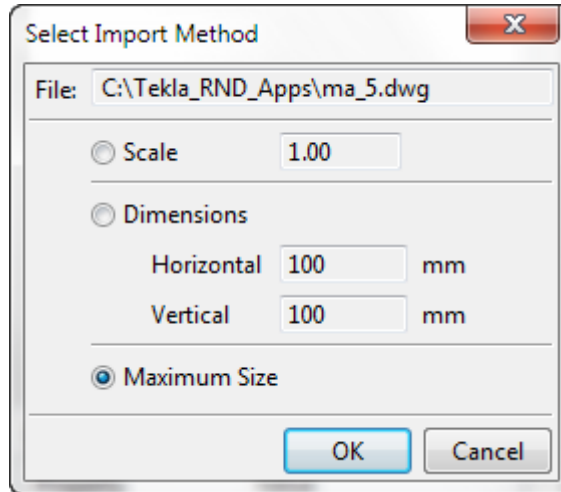 Select Import Method
File: C:\Tekla_RND_Apps\ma_5.dwg
Scale 1.00
Dimensions
Horizontal 100 mm
Vertical 100 mm
Maximum Size
OK Cancel